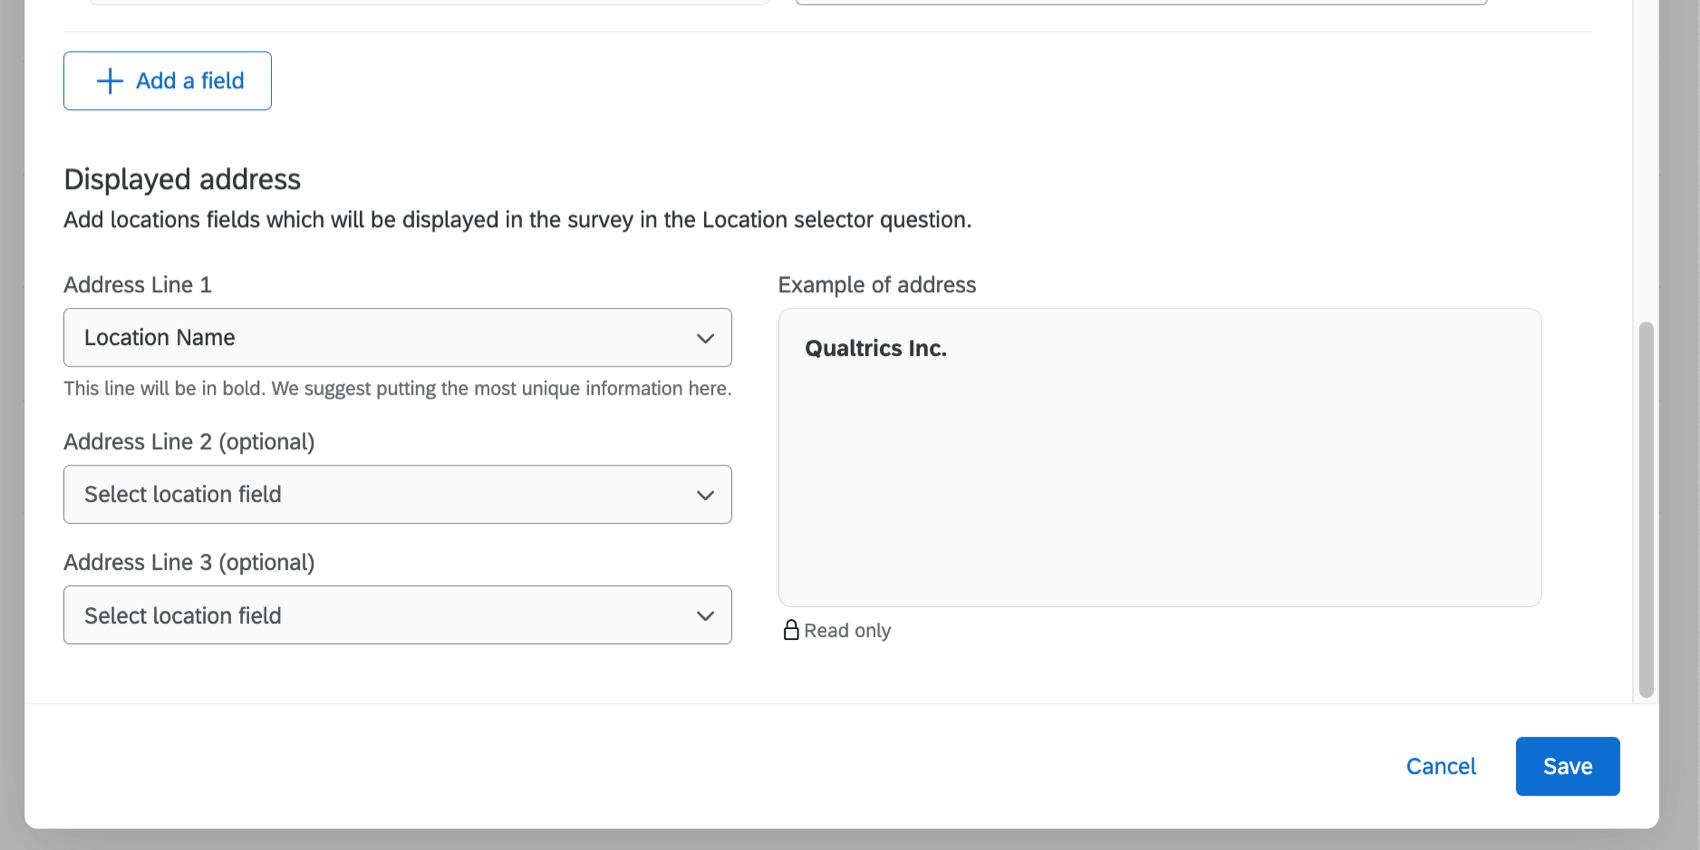 Add a field
Displayed address
Add locations fields which will be displayed in the survey in the Location selector question.
Address Line 1
Location Name
This line will be in bold. We suggest putting the most unique information here.
Address Line 2 (optional)
Select location field
Address Line 3 (optional)
Select location field
Example of address
Qualtrics Inc.
Read only
Cancel
Save